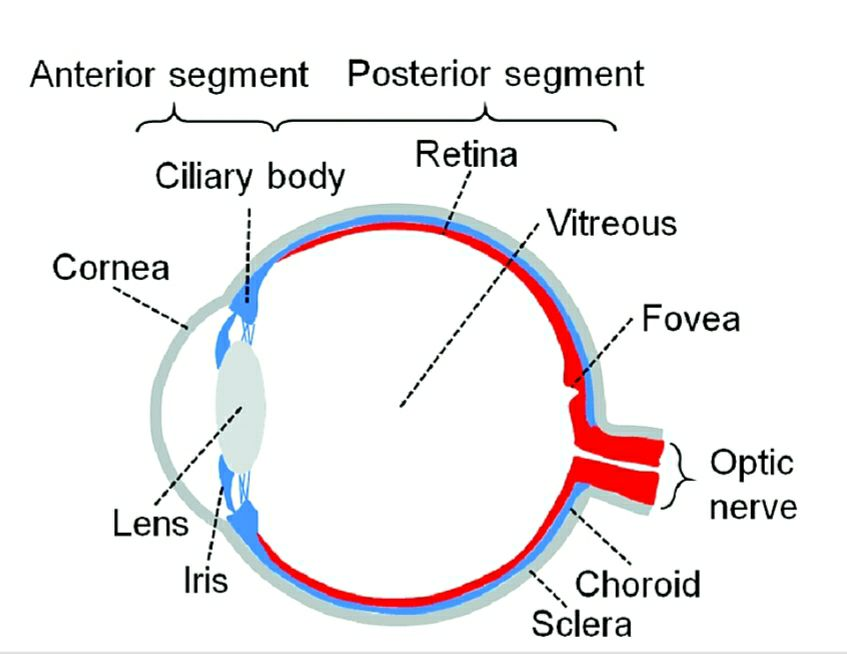 Anterior segment
Posterior segment
Retina
Ciliary body
Vitreous
Cornea
Fovea
Optic
nerve
Lens
Iris
Choroid
Sclera